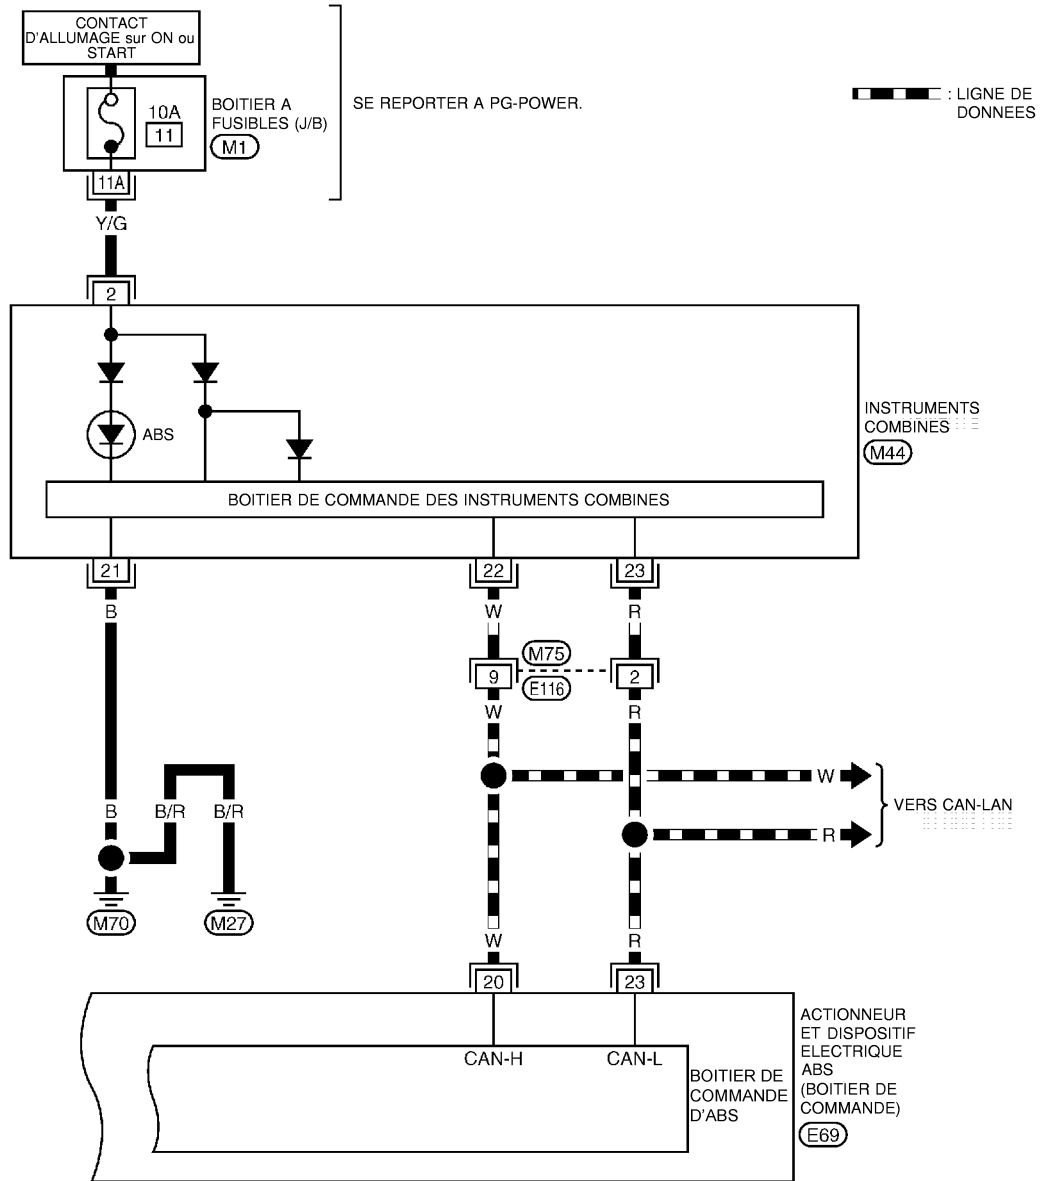 CONTACT
D'ALLUMAGE sur ON ou
START
10A
11
BOITIER A
FUSIBLES (J/B)
M1
SE REPORTER A PG-POWER.
: LIGNE DE
DONNEES
11A
Y/G
2
ABS
INSTRUMENTS
COMBINES
M44
BOITIER DE COMMANDE DES INSTRUMENTS COMBINES
21
22
23
B
W
R
M75
9
2
E116
W
R
W
VERS CAN-LAN
B
B/R
B/R
R
M70
M27
W
R
20
23
CAN-H
CAN-L
BOITIER DE
COMMANDE
D'ABS
ACTIONNEUR
ET DISPOSITIF
ELECTRIQUE
ABS
(BOITIER DE
COMMANDE)
E69